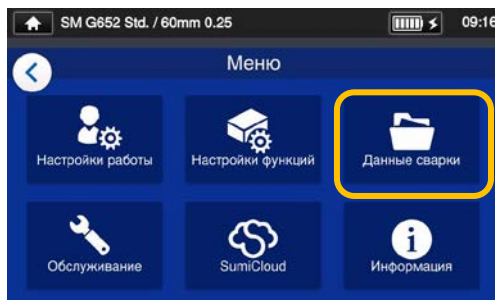 SM G652 Std. / 60mm 0.25 09:16
Меню
Настройки работы Настройки функций Данные сварки
Обслуживание SumiCloud Информация